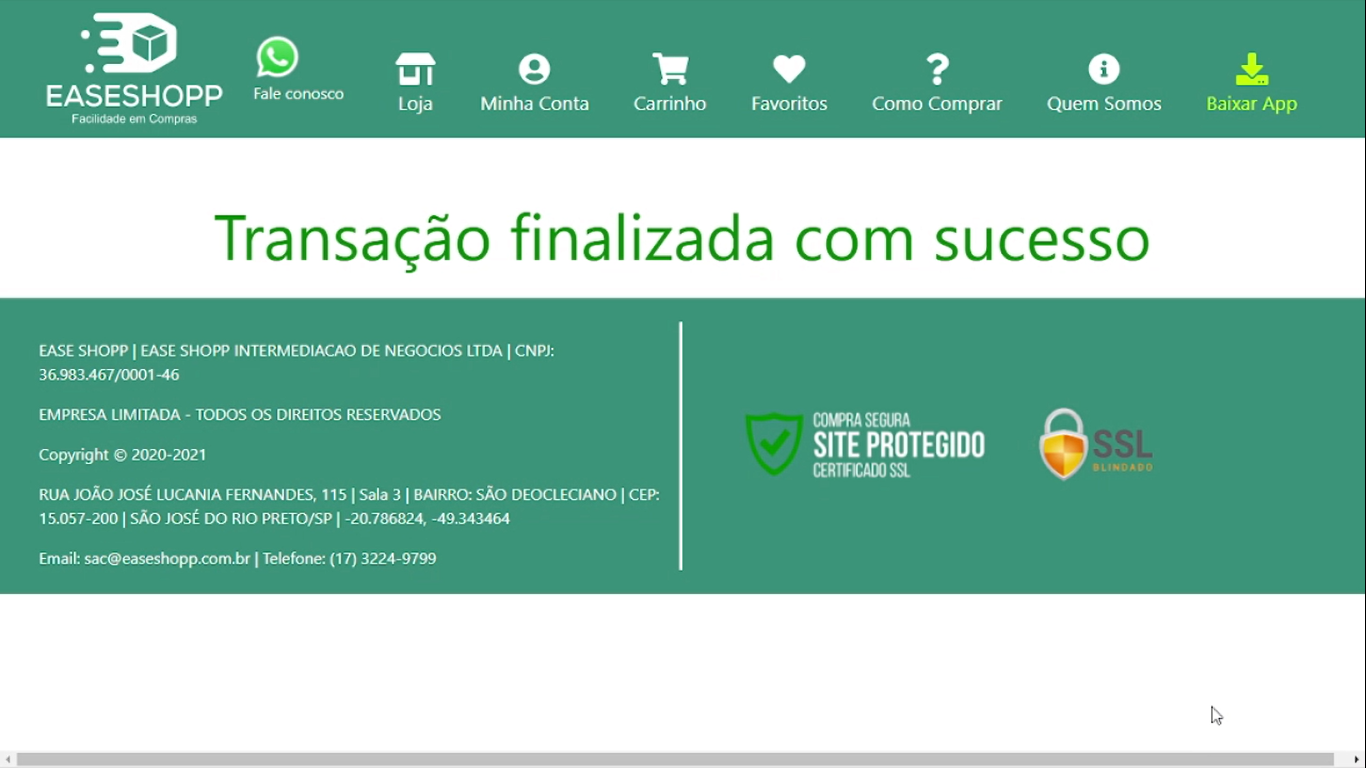 EASESHOPP
Facilidade em Compras
Fale conosco
Loja
Minha Conta
Carrinho
Favoritos
Como Comprar
Quem Somos
Baixar App
Transação finalizada com sucesso
EASE SHOPP | EASE SHOPP INTERMEDIACAO DE NEGOCIOS LTDA | CNPJ:
36.983.467/0001-46
EMPRESA LIMITADA - TODOS OS DIREITOS RESERVADOS
Copyright © 2020-2021
RUA JOÃO JOSÉ LUCANIA FERNANDES, 115 | Sala 3 | BAIRRO: SÃO DEOCLECIANO | CEP:
15.057-200 | SÃO JOSÉ DO RIO PRETO/SP | -20.786824, -49.343464
Email: sac@easeshopp.com.br | Telefone: (17) 3224-9799
COMPRA SEGURA
SITE PROTEGIDO
CERTIFICADO SSL
SSL
BLINDADO